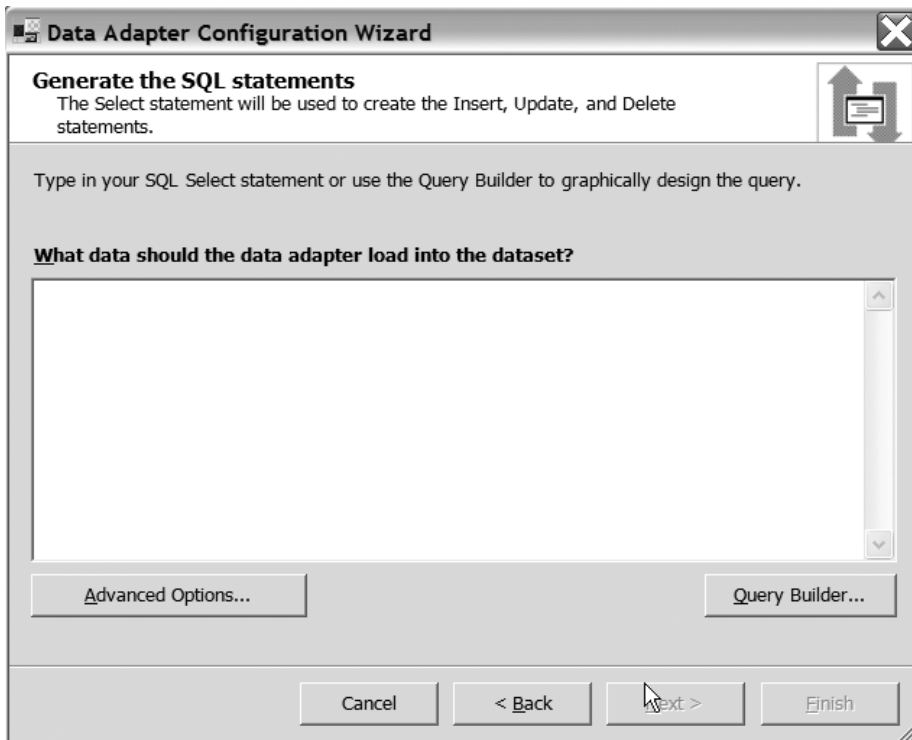 Data Adapter Configuration Wizard
Generate the SQL statements
The Select statement will be used to create the Insert, Update, and Delete
statements.
Type in your SQL Select statement or use the Query Builder to graphically design the query.
What data should the data adapter load into the dataset?
Advanced Options... Query Builder...
Cancel < Back Next > Finish